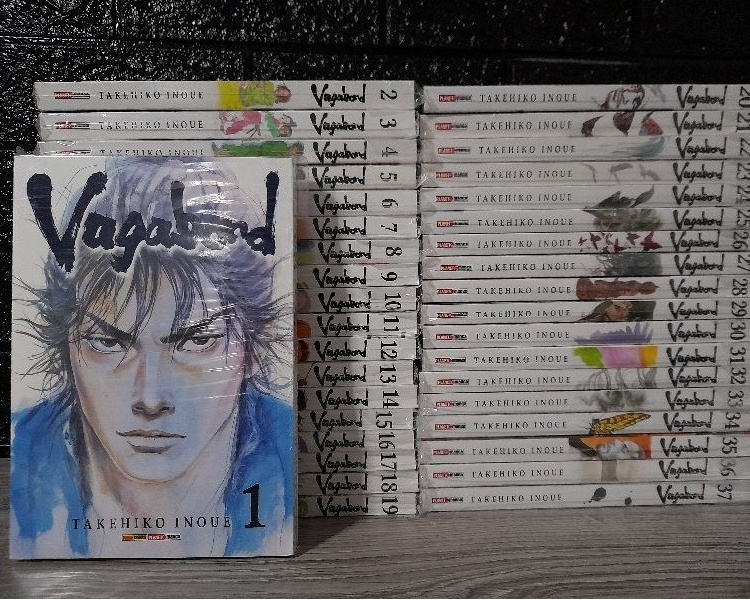 Vagabond
TAKEHIKO INOUE 1
TAKEHIKO INOUE Vagabond 2
TAKEHIKO INOUE Vagabond 3
Vagabond 4
Vagabond 5
Vagabond 6
Vagabond 7
Vagabond 8
Vagabond 9
Vagabond 10
Vagabond 11
Vagabond 12
Vagabond 13
Vagabond 14
Vagabond 15
Vagabond 16
Vagabond 17
Vagabond 18
Vagabond 19
TAKEHIKO INOUE Vagabond 20
TAKEHIKO INOUE Vagabond 21
TAKEHIKO INOUE Vagabond 22
TAKEHIKO INOUE Vagabond 23
TAKEHIKO INOUE Vagabond 24
TAKEHIKO INOUE Vagabond 25
TAKEHIKO INOUE Vagabond 26
TAKEHIKO INOUE Vagabond 27
TAKEHIKO INOUE Vagabond 28
TAKEHIKO INOUE Vagabond 29
TAKEHIKO INOUE Vagabond 30
TAKEHIKO INOUE Vagabond 31
TAKEHIKO INOUE Vagabond 32
TAKEHIKO INOUE Vagabond 33
TAKEHIKO INOUE Vagabond 34
TAKEHIKO INOUE Vagabond 35
TAKEHIKO INOUE Vagabond 36
TAKEHIKO INOUE Vagabond 37